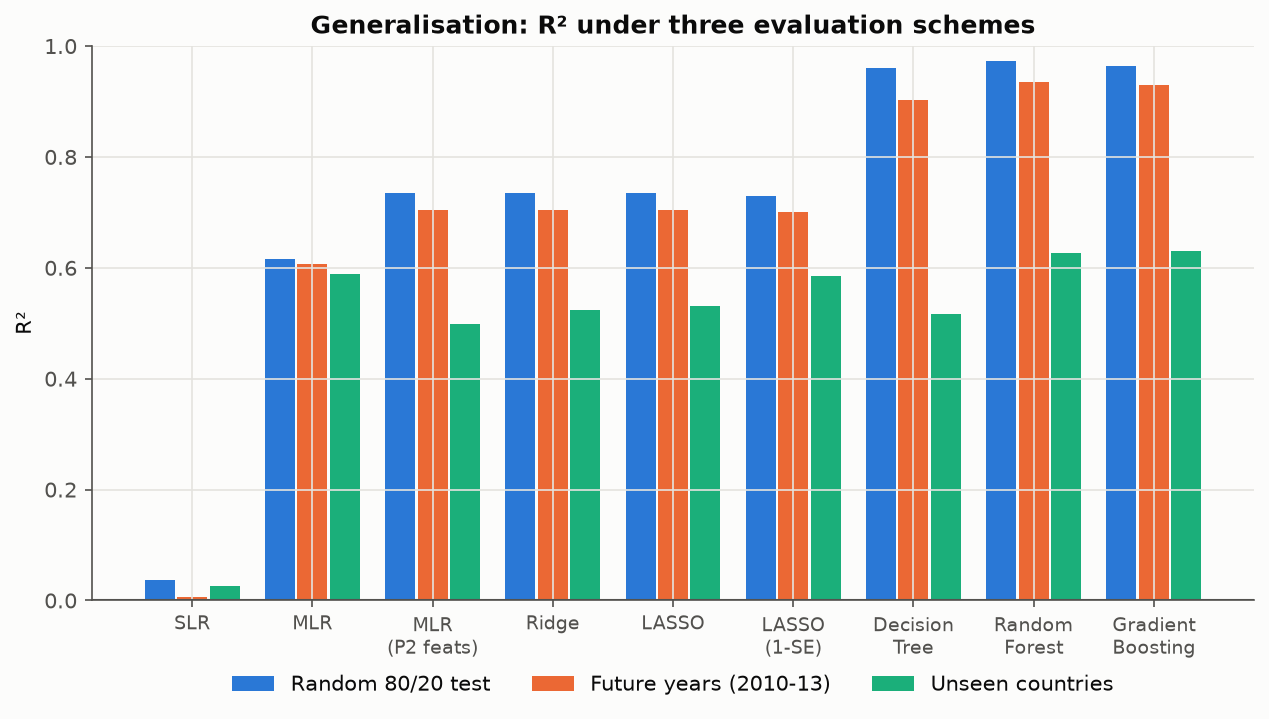 Generalisation: R² under three evaluation schemes
1.0
0.8
0.6
0.4
0.2
0.0
R²
SLR
MLR
MLR
(P2 feats)
Ridge
LASSO
LASSO
(1-SE)
Decision
Tree
Random
Forest
Gradient
Boosting
Random 80/20 test
Future years (2010-13)
Unseen countries